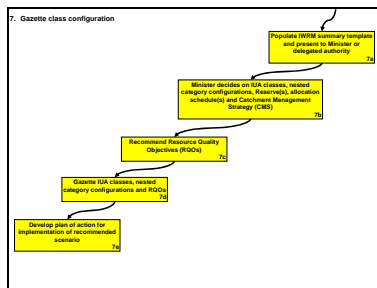 7. Gazette class configuration
Populate IWRM summary template
and present to Minister or
delegated authority
7a
Minister decides on IUA classes, nested
category configurations, Reserve(s), allocation
schedule(s) and Catchment Management
Strategy (CMS)
7b
Recommend Resource Quality
Objectives (RQOs)
7c
Gazette IUA classes, nested
category configurations and RQOs
7d
Develop plan of action for
implementation of recommended
scenario
7e